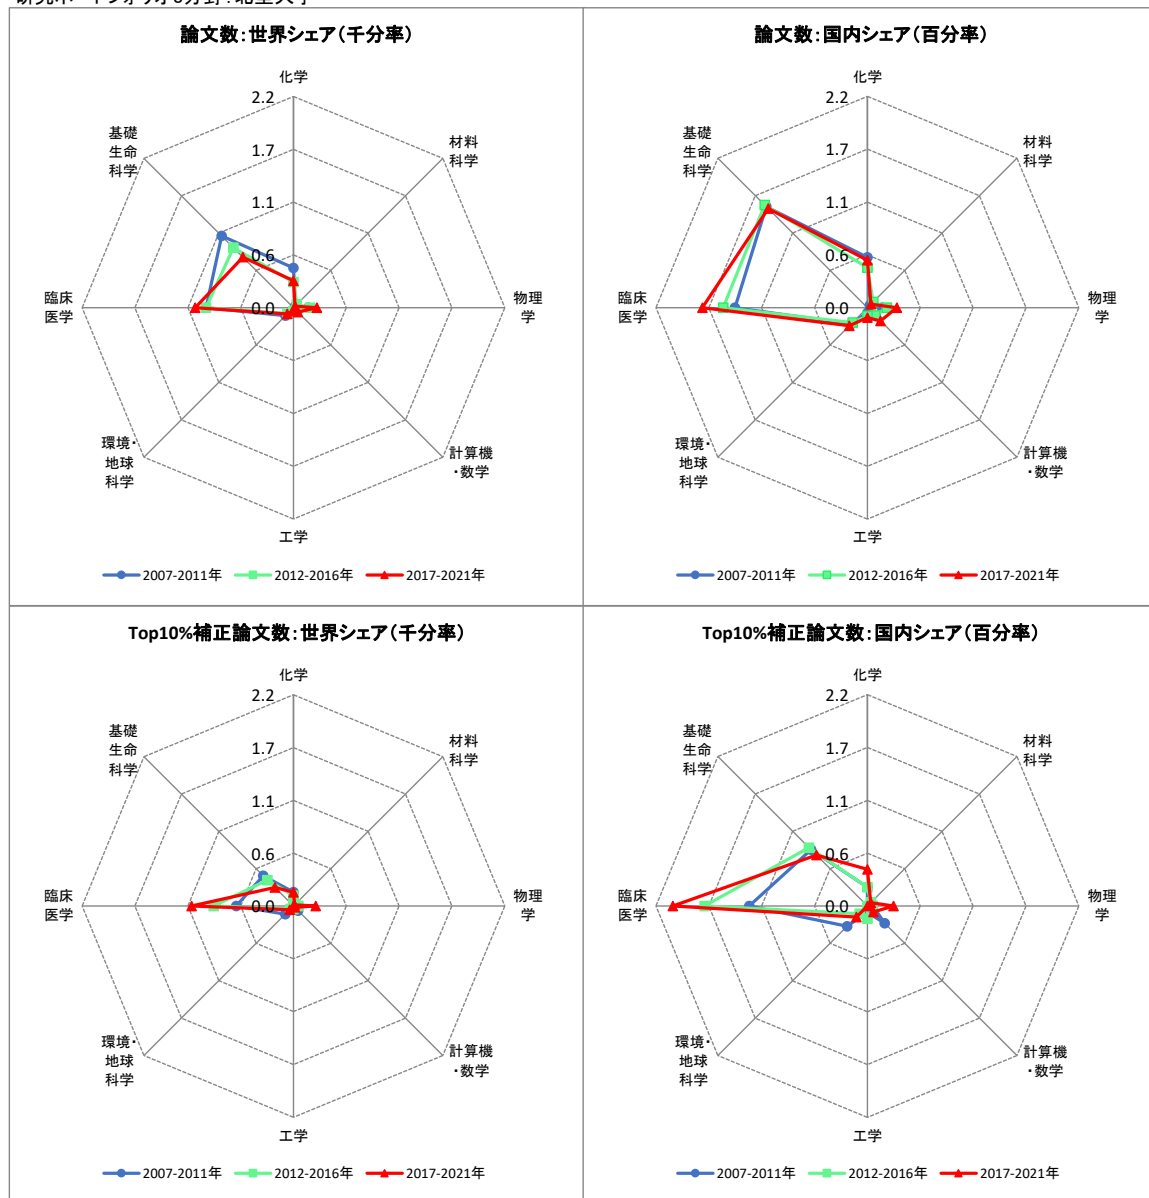 論文数：世界シェア（千分率）
化学
材料
科学
物理
学
計算機
・数学
工学
環境・
地球
科学
臨床
医学
基礎
生命
科学
2.2
1.7
1.1
0.6
0.0
2007-2011年 2012-2016年 2017-2021年
論文数：国内シェア（百分率）
化学
材料
科学
物理
学
計算機
・数学
工学
環境・
地球
科学
臨床
医学
基礎
生命
科学
2.2
1.7
1.1
0.6
0.0
2007-2011年 2012-2016年 2017-2021年
Top10%補正論文数：世界シェア（千分率）
化学
材料
科学
物理
学
計算機
・数学
工学
環境・
地球
科学
臨床
医学
基礎
生命
科学
2.2
1.7
1.1
0.6
0.0
2007-2011年 2012-2016年 2017-2021年
Top10%補正論文数：国内シェア（百分率）
化学
材料
科学
物理
学
計算機
・数学
工学
環境・
地球
科学
臨床
医学
基礎
生命
科学
2.2
1.7
1.1
0.6
0.0
2007-2011年 2012-2016年 2017-2021年